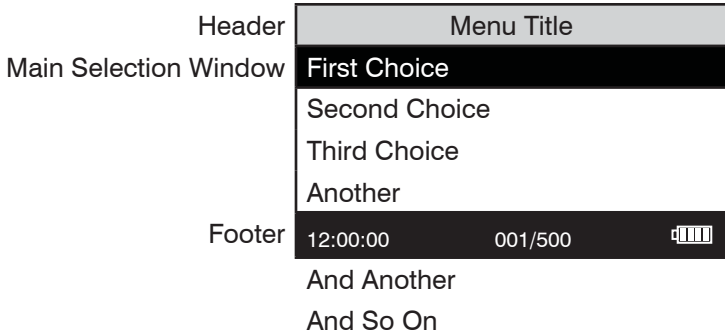 Header Menu Title
Main Selection Window First Choice
Second Choice
Third Choice
Another
Footer 12:00:00 001/500
And Another
And So On